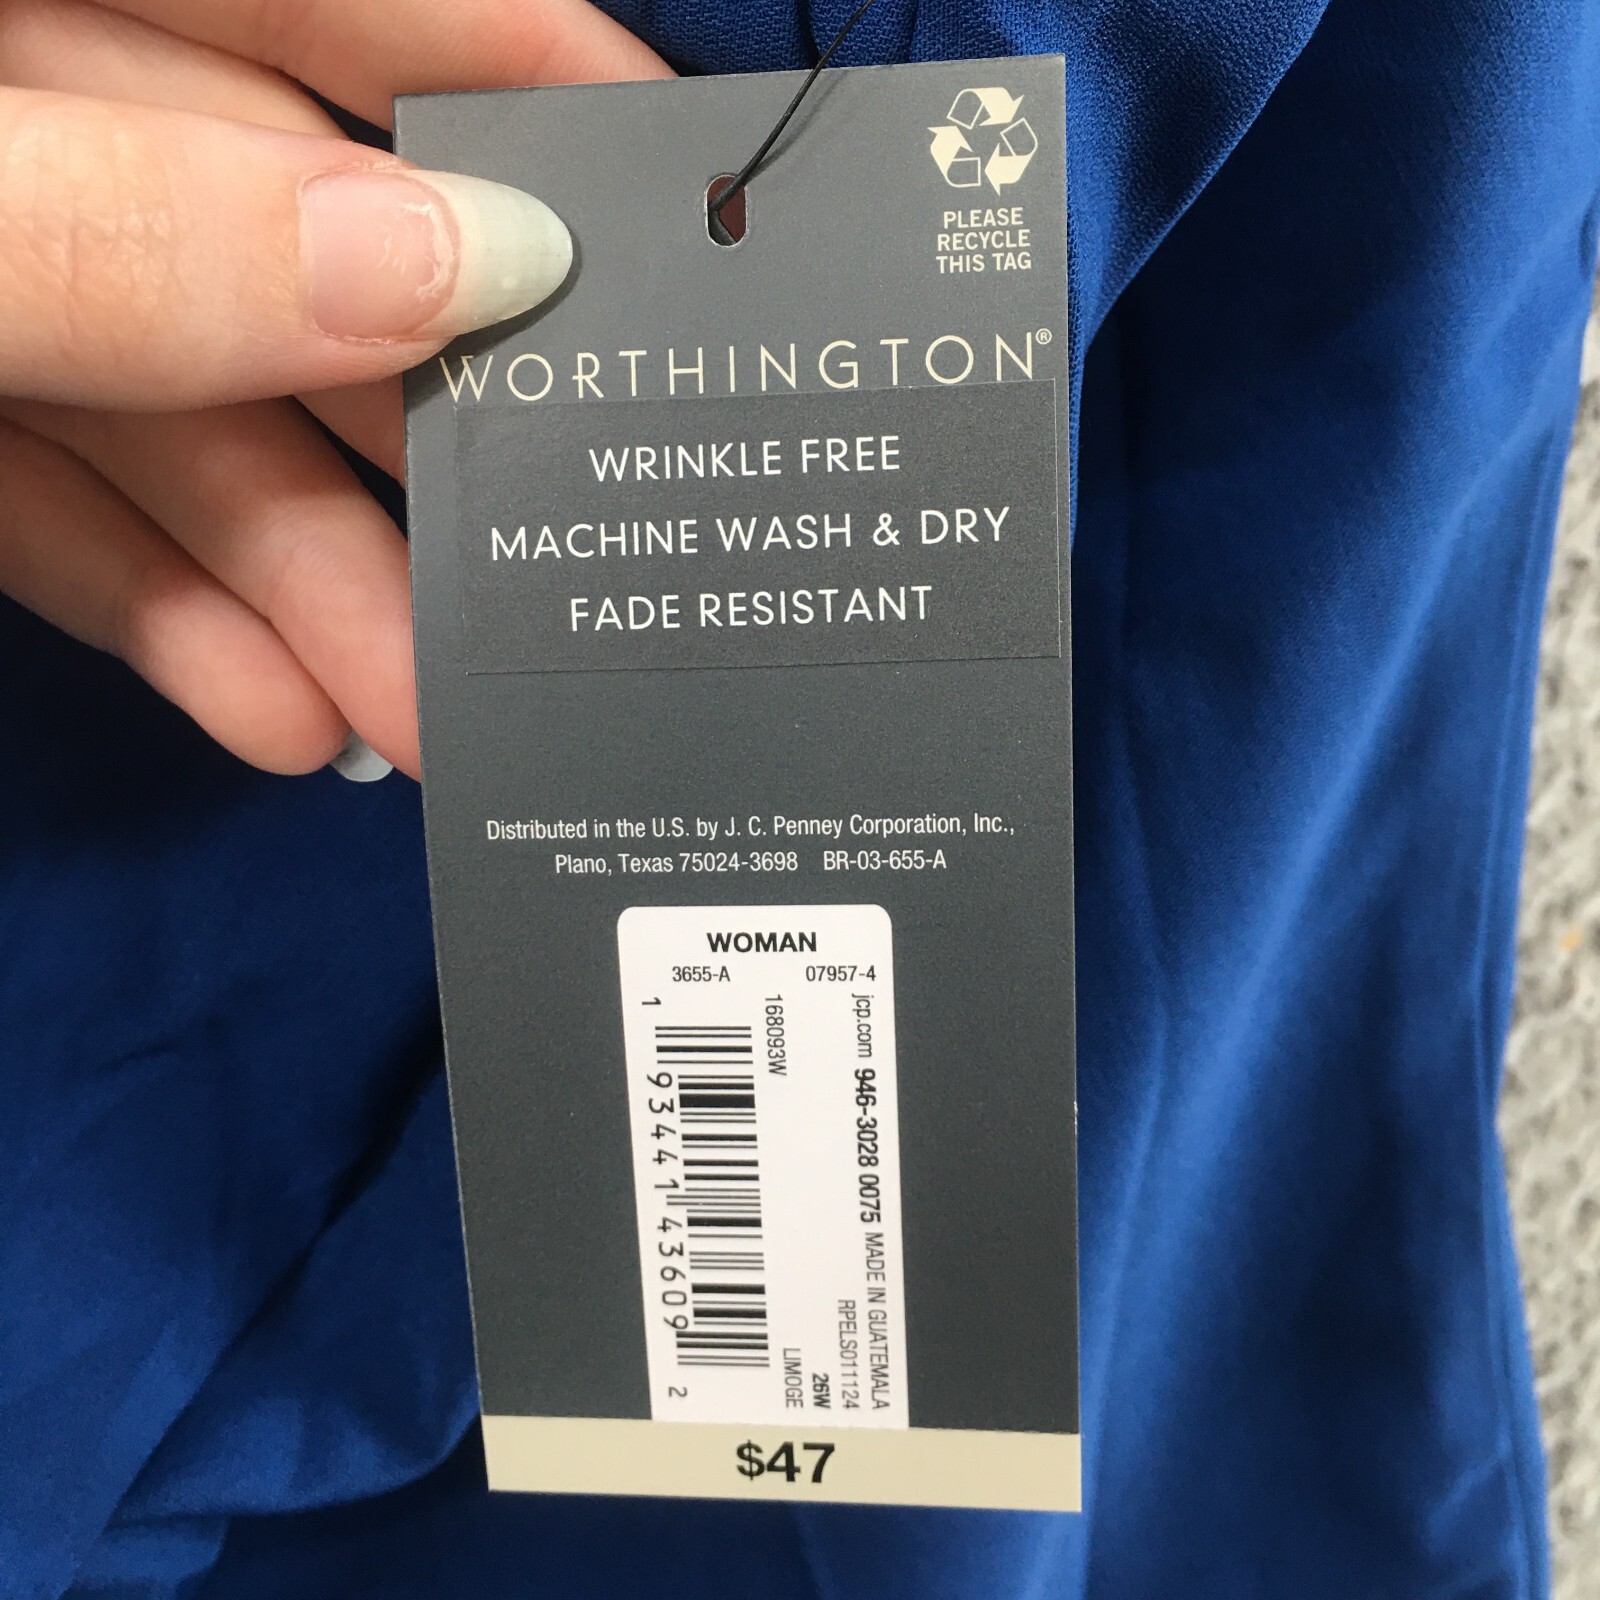 PLEASE
RECYCLE
THIS TAG
WORTHINGTON®
WRINKLE FREE
MACHINE WASH & DRY
FADE RESISTANT
Distributed in the U.S. by J. C. Penney Corporation, Inc.,
Plano, Texas 75024-3698 BR-03-655-A
WOMAN
3655-A 07957-4
jcp.com 946-3028 0075 MADE IN GUATEMALA
RPELS011124
26W
168093W LIMOGE
1 93441 43609 2
$47